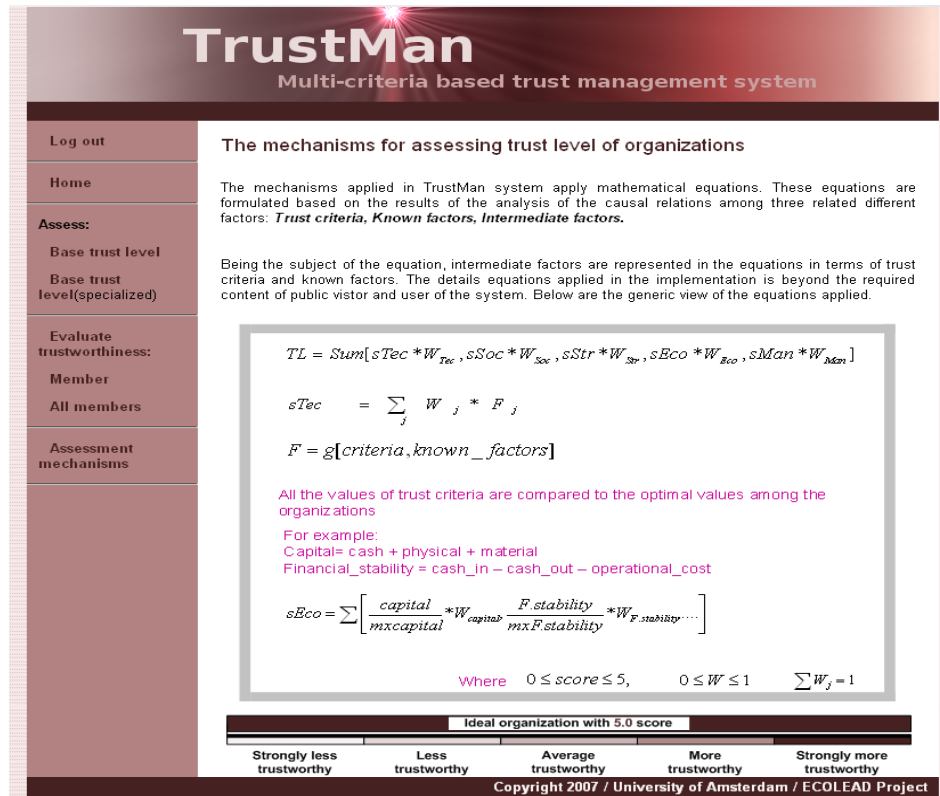 TrustMan
Multi-criteria based trust management system
Log out
Home
Assess:
Base trust level
Base trust
level(specialized)
Evaluate
trustworthiness:
Member
All members
Assessment
mechanisms
The mechanisms for assessing trust level of organizations
The mechanisms applied in TrustMan system apply mathematical equations. These equations are
formulated based on the results of the analysis of the causal relations among three related different
factors: Trust criteria, Known factors, Intermediate factors.
Being the subject of the equation, intermediate factors are represented in the equations in terms of trust
criteria and known factors. The details equations applied in the implementation is beyond the required
content of public vistor and user of the system. Below are the generic view of the equations applied.
TL = Sum[sTec *W_Tec ,sSoc *W_Soc ,sStr *W_Str ,sEco *W_Eco ,sMan *W_Man ]
sTec = ∑_j W_j * F_j
F = g[criteria,known_factors]
All the values of trust criteria are compared to the optimal values among the
organizations
For example:
Capital= cash + physical + material
Financial_stability = cash_in – cash_out – operational_cost
sEco = ∑[capital/mxcapital *W_capital, F.stability/mxF.stability *W_F.stability....]
Where 0 ≤ score ≤ 5, 0 ≤ W ≤ 1 ∑W_j = 1
Ideal organization with 5.0 score
Strongly less trustworthy
Less trustworthy
Average trustworthy
More trustworthy
Strongly more trustworthy
Copyright 2007 / University of Amsterdam / ECOLEAD Project